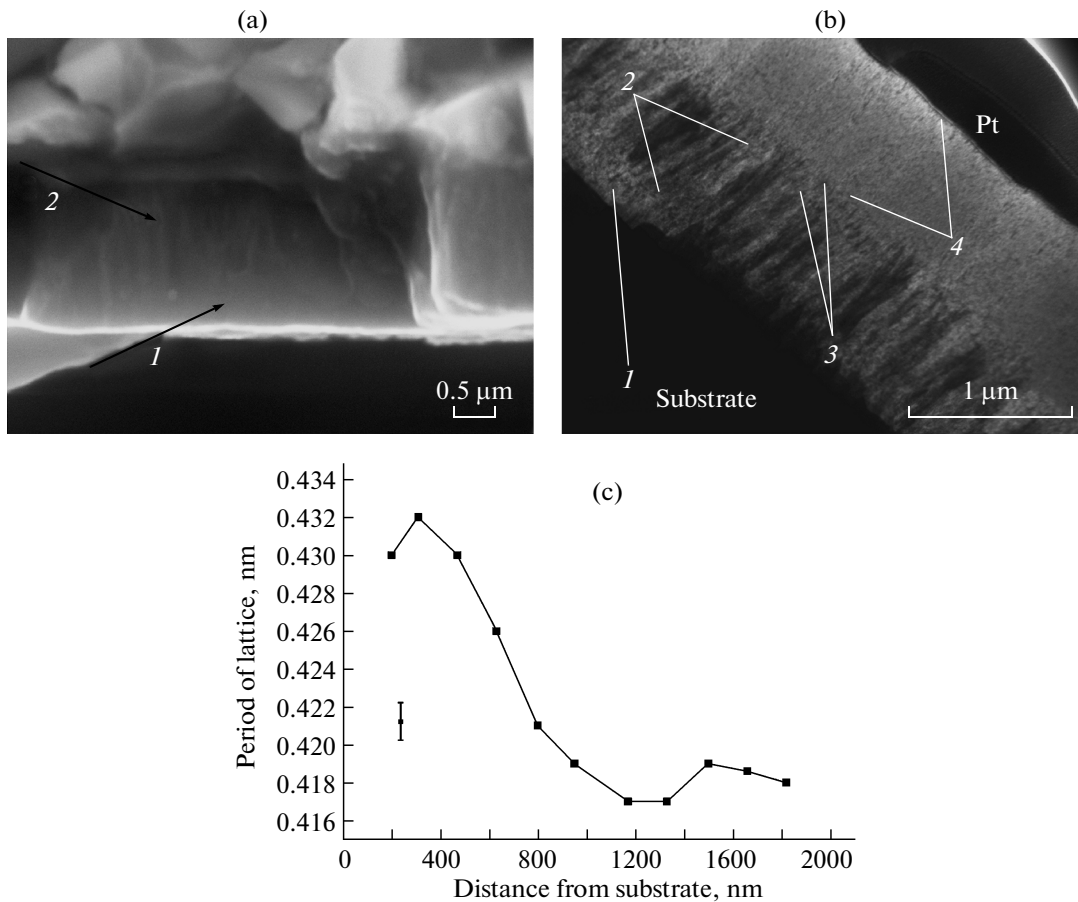 (a)
2
1
0.5 μm
(b)
2
Pt
4
3
1
Substrate
1 μm
(c)
Period of lattice, nm
0.434
0.432
0.430
0.428
0.426
0.424
0.422
0.420
0.418
0.416
0 400 800 1200 1600 2000
Distance from substrate, nm